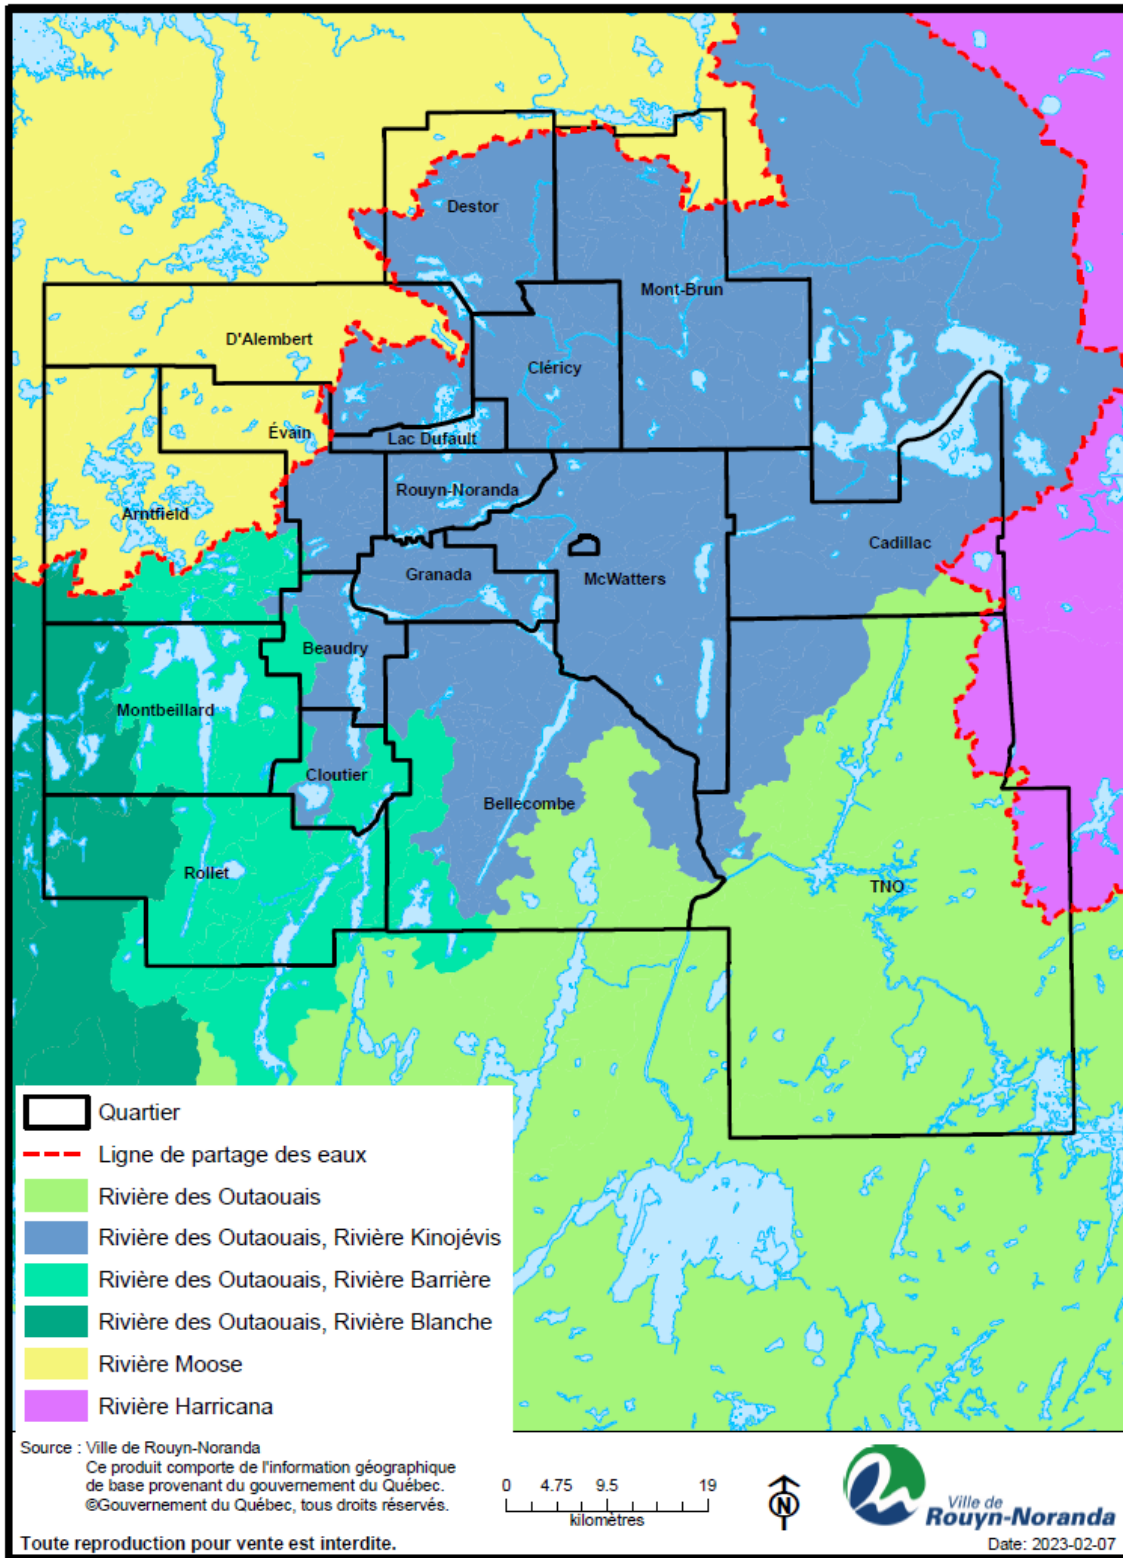 Destor
Mont-Brun
D'Alembert
Cléricy
Évain
Lac Dufault
Rouyn-Noranda
Arntfield
Cadillac
Granada
McWatters
Beaudry
Montbeillard
Cloutier
Bellecombe
Rollet
TNO
Quartier
Ligne de partage des eaux
Rivière des Outaouais
Rivière des Outaouais, Rivière Kinojévis
Rivière des Outaouais, Rivière Barrière
Rivière des Outaouais, Rivière Blanche
Rivière Moose
Rivière Harricana
Source : Ville de Rouyn-Noranda
Ce produit comporte de l'information géographique
de base provenant du gouvernement du Québec.
©Gouvernement du Québec, tous droits réservés.
Toute reproduction pour vente est interdite.
0 4.75 9.5 19
kilomètres
N
Ville de
Rouyn-Noranda
Date: 2023-02-07